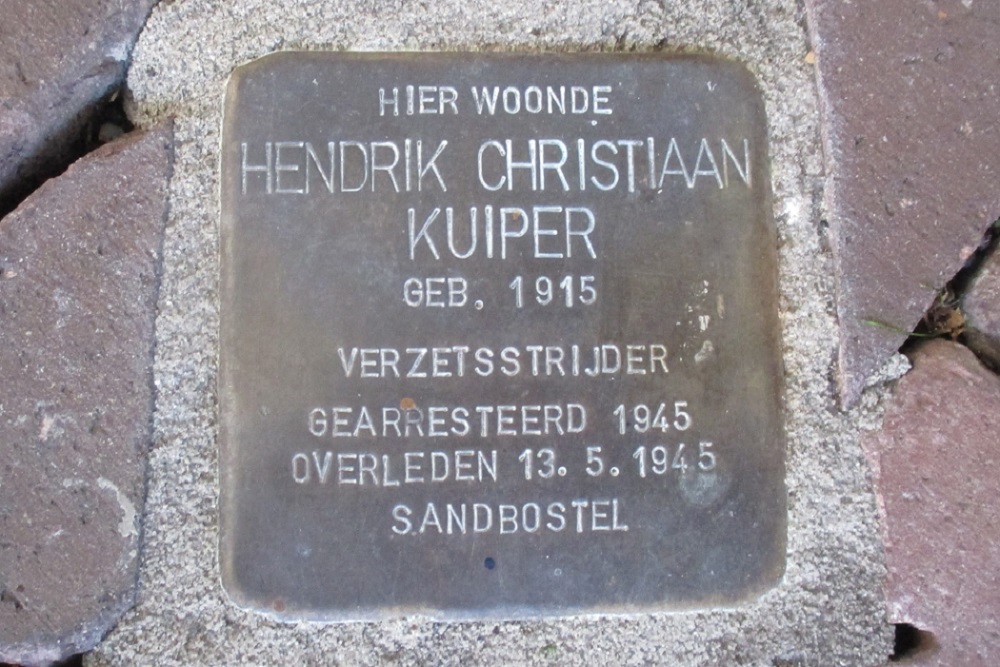 HIER WOONDE
HENDRIK CHRISTIAAN
KUIPER
GEB. 1915
VERZETSSTRIJDER
GEARRESTEERD 1945
OVERLEDEN 13.5.1945
SANDBOSTEL